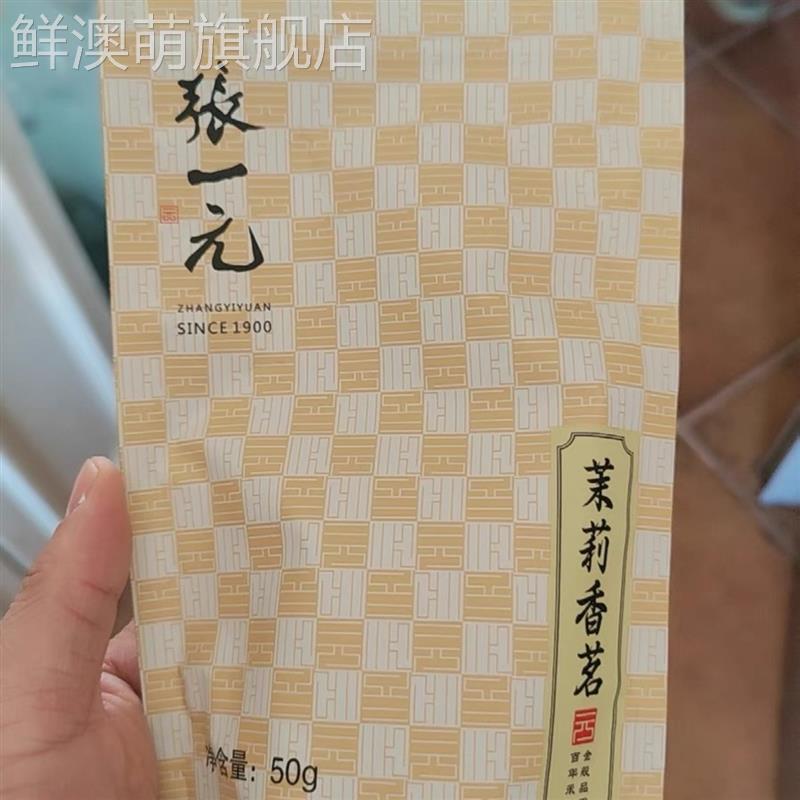 鲜澳萌旗舰店
張一元
ZHANGYIYUAN
SINCE 1900
茉莉香茗
净含量：50g